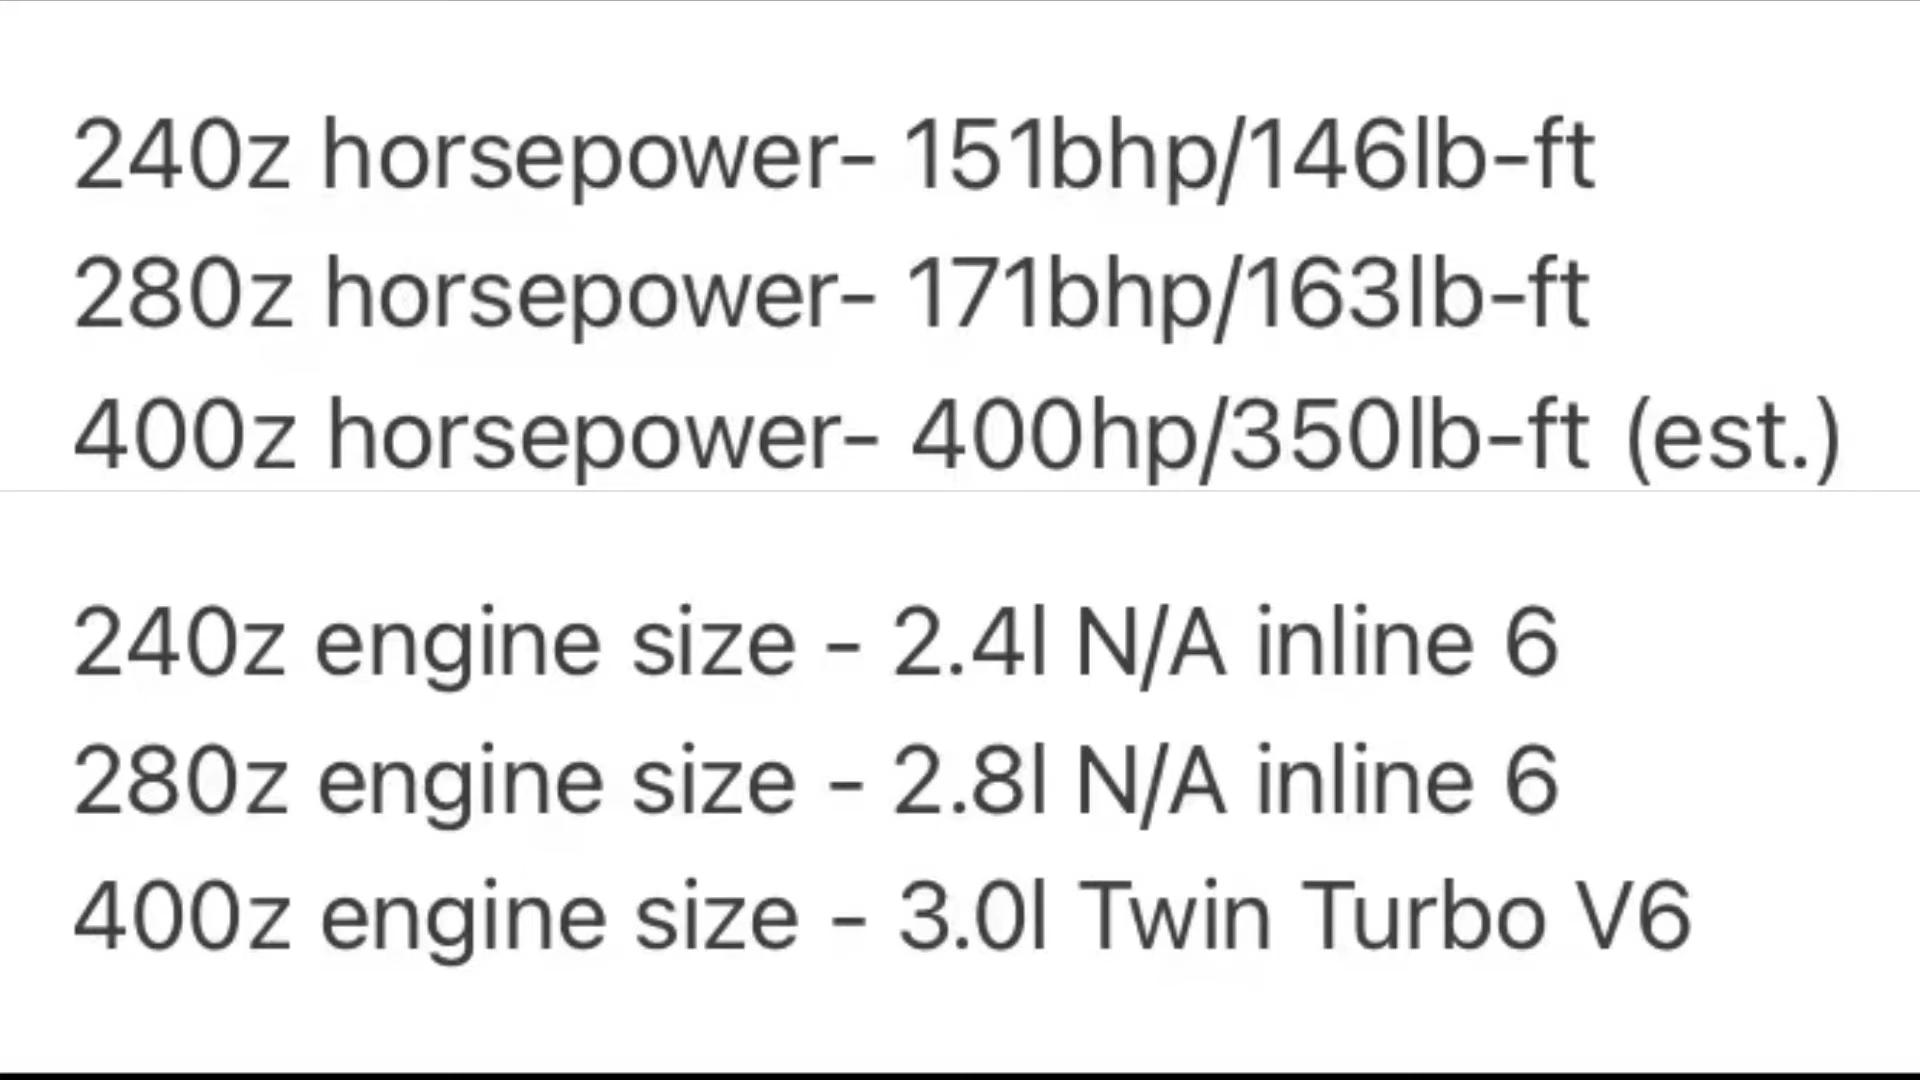 240z horsepower- 151bhp/146lb-ft
280z horsepower- 171bhp/163lb-ft
400z horsepower- 400hp/350lb-ft (est.)
240z engine size - 2.4l N/A inline 6
280z engine size - 2.8l N/A inline 6
400z engine size - 3.0l Twin Turbo V6